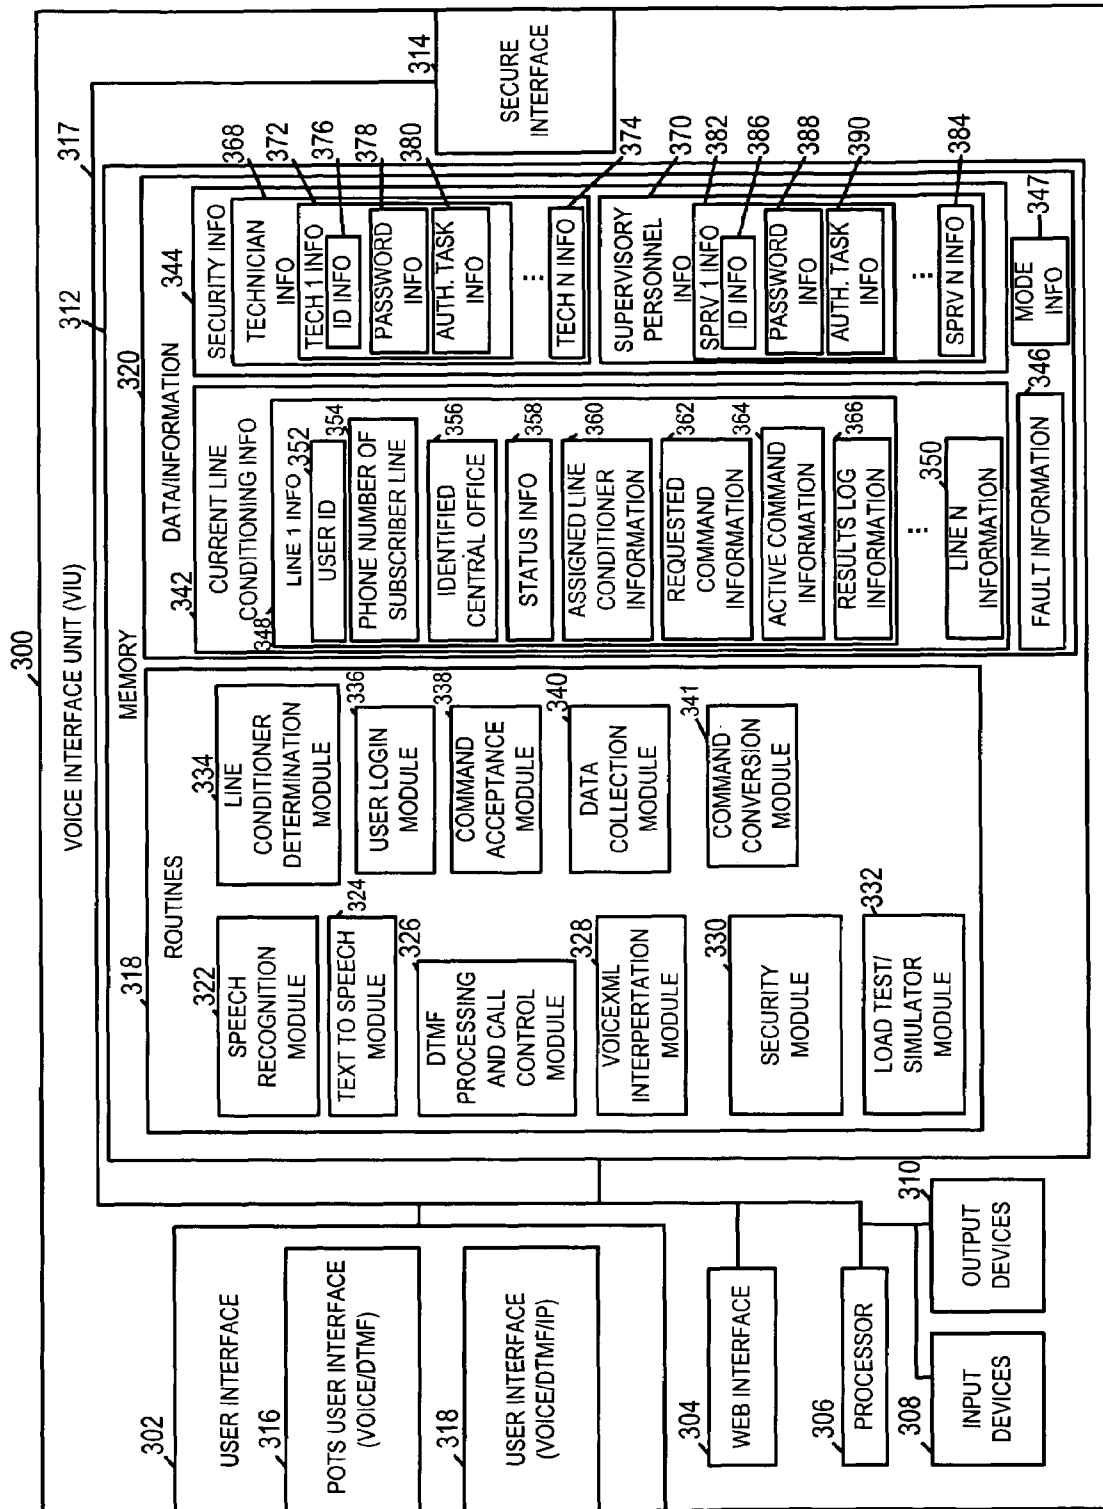 300
VOICE INTERFACE UNIT (VIU)
312
317
314
SECURE
INTERFACE
302
USER INTERFACE
316
POTS USER INTERFACE
(VOICE/DTMF)
318
USER INTERFACE
(VOICE/DTMF/IP)
304
WEB INTERFACE
306
PROCESSOR
308
INPUT
DEVICES
310
OUTPUT
DEVICES
MEMORY
318
ROUTINES
322
SPEECH
RECOGNITION
MODULE
324
TEXT TO SPEECH
MODULE
326
DTMF
PROCESSING
AND CALL
CONTROL
MODULE
328
VOICEXML
INTERPERTATION
MODULE
330
SECURITY
MODULE
332
LOAD TEST/
SIMULATOR
MODULE
334
LINE
CONDITIONER
DETERMINATION
MODULE
336
USER LOGIN
MODULE
338
COMMAND
ACCEPTANCE
MODULE
340
DATA
COLLECTION
MODULE
341
COMMAND
CONVERSION
MODULE
320
DATA/INFORMATION
342
CURRENT LINE
CONDITIONING INFO
348
LINE 1 INFO
352
USER ID
354
PHONE NUMBER OF
SUBSCRIBER LINE
356
IDENTIFIED
CENTRAL OFFICE
358
STATUS INFO
360
ASSIGNED LINE
CONDITIONER
INFORMATION
362
REQUESTED
COMMAND
INFORMATION
364
ACTIVE COMMAND
INFORMATION
366
RESULTS LOG
INFORMATION
...
350
LINE N
INFORMATION
346
FAULT INFORMATION
344
SECURITY INFO
368
TECHNICIAN
INFO
372
TECH 1 INFO
376
ID INFO
378
PASSWORD
INFO
380
AUTH. TASK
INFO
...
374
TECH N INFO
370
SUPERVISORY
PERSONNEL
INFO
382
SPRV 1 INFO
386
ID INFO
388
PASSWORD
INFO
390
AUTH. TASK
INFO
...
384
SPRV N INFO
347
MODE
INFO